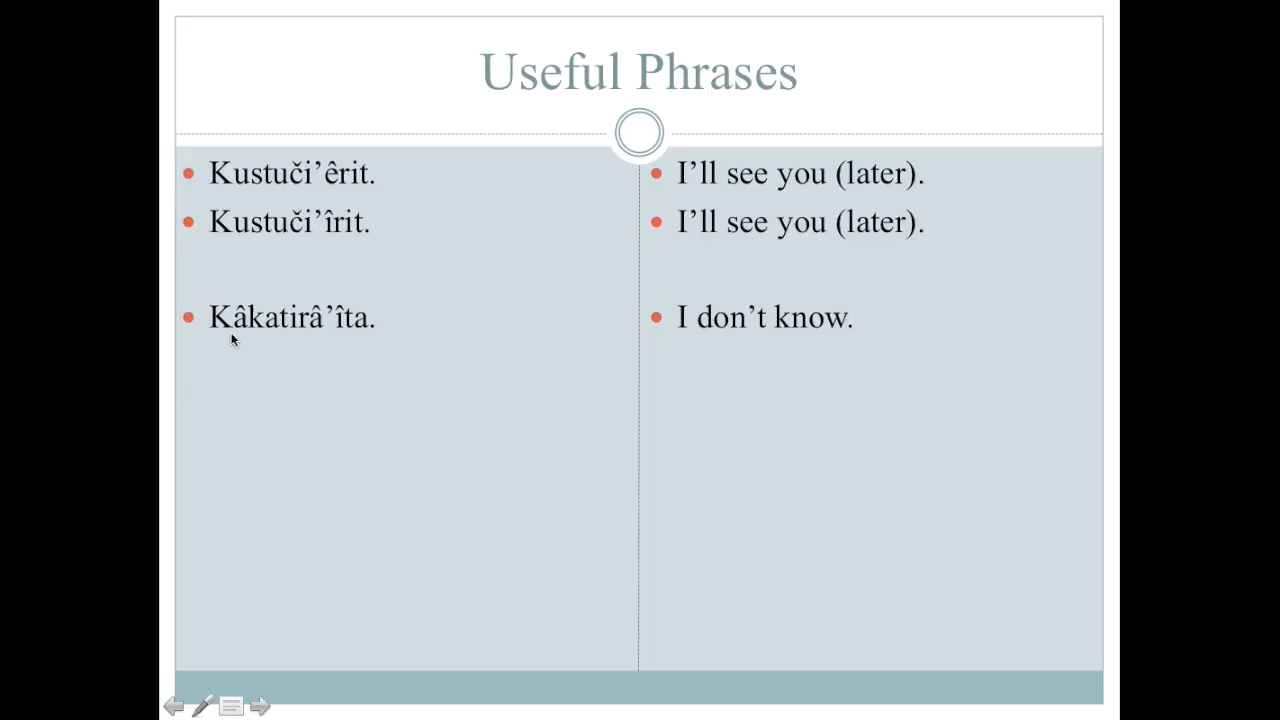 Useful Phrases
Kustuči’êrit.
I’ll see you (later).
Kustuči’îrit.
I’ll see you (later).
Kâkatirâ’îta.
I don’t know.